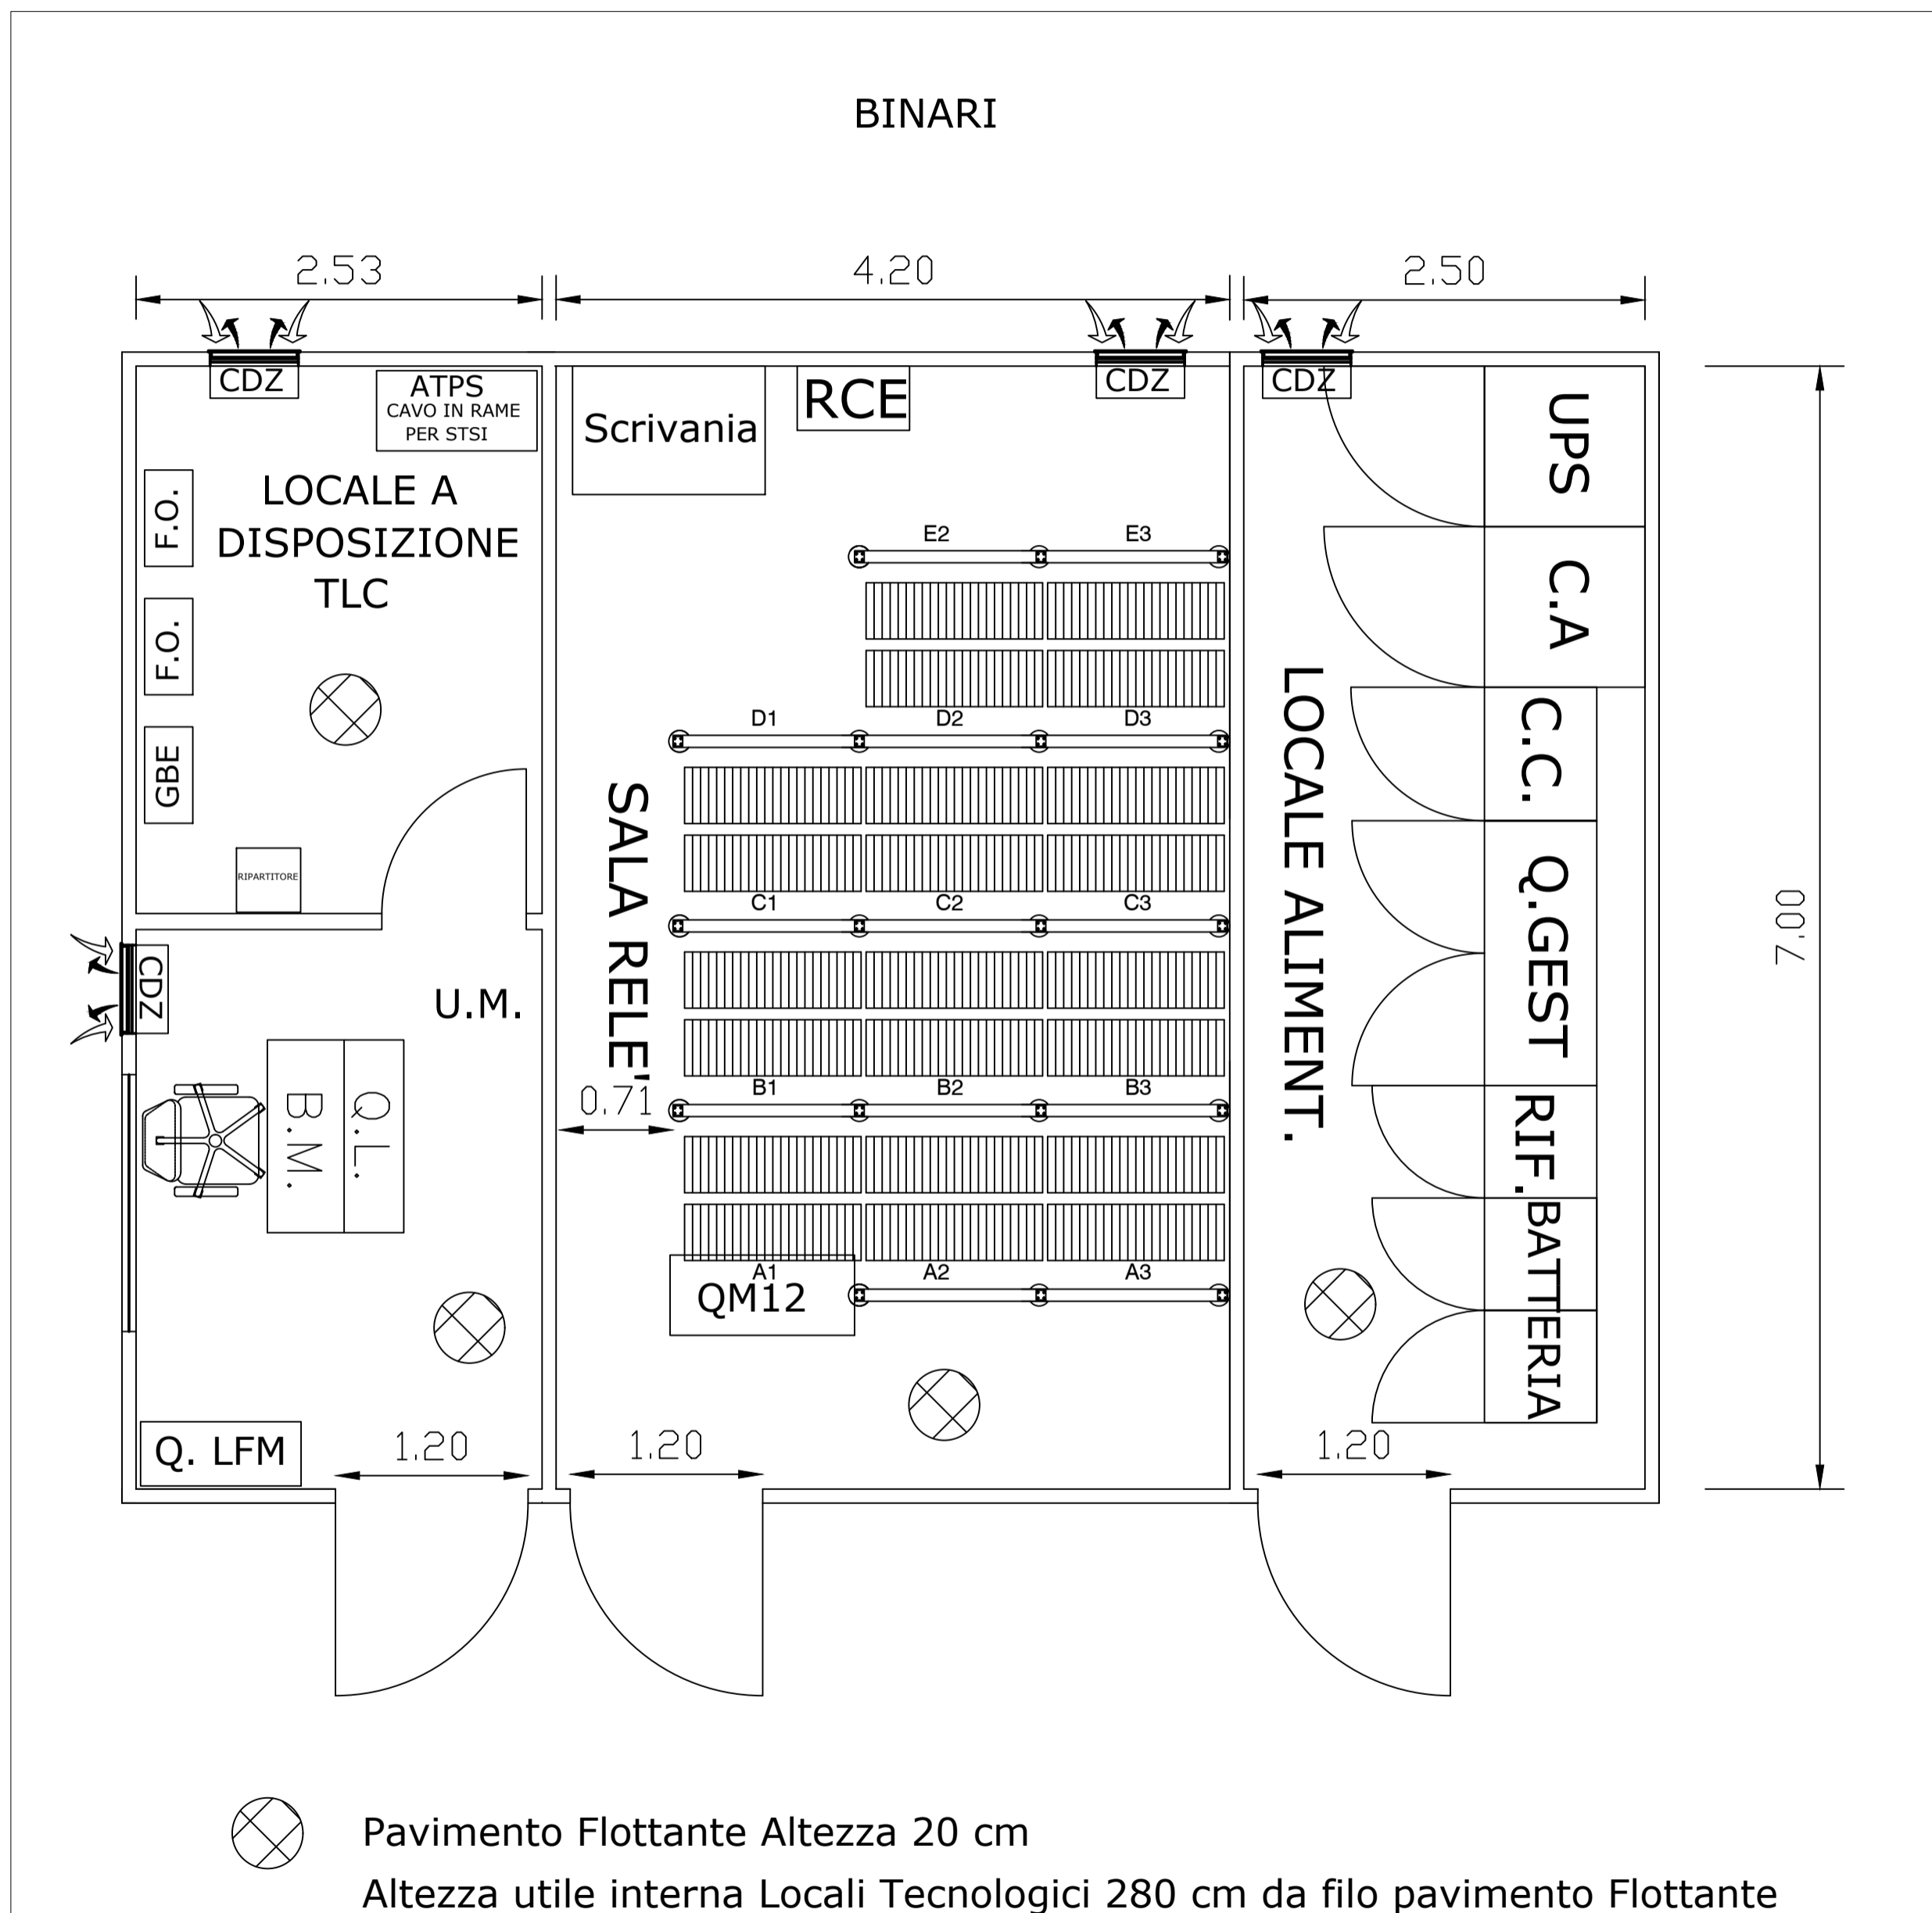 BINARI
2.53
4.20
2.50
CDZ
ATPS
CAVO IN RAME
PER STSI
Scrivania
RCE
CDZ
CDZ
UPS
F.O.
LOCALE A
DISPOSIZIONE
TLC
E2
E3
C.A
F.O.
D1
D2
D3
C.C.
GBE
RIPARTITORE
SALA RELE'
LOCALE ALIMENT.
C1
C2
C3
Q.GEST
7.00
CDZ
U.M.
B.M.
Q.L.
0.71
B1
B2
B3
RIF.
BATTERIA
A1
A2
A3
QM12
Q. LFM
1.20
1.20
1.20
Pavimento Flottante Altezza 20 cm
Altezza utile interna Locali Tecnologici 280 cm da filo pavimento Flottante